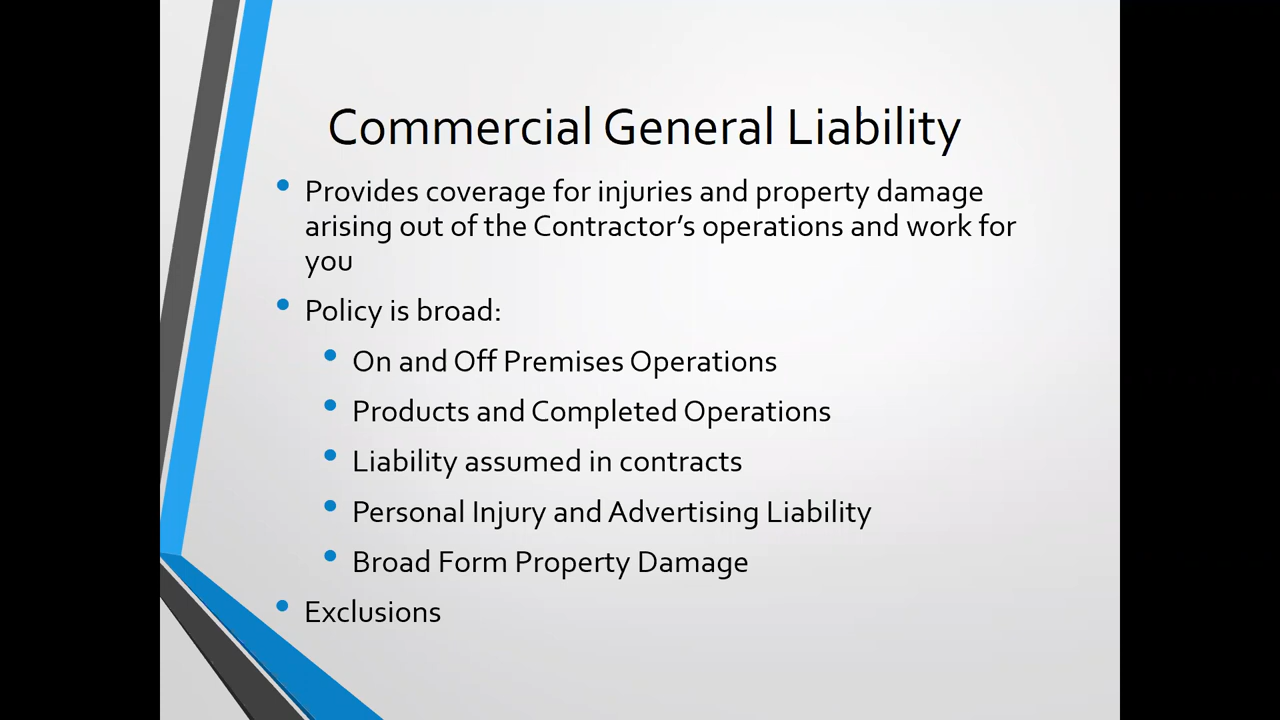 Commercial General Liability
Provides coverage for injuries and property damage
arising out of the Contractor’s operations and work for
you
Policy is broad:
On and Off Premises Operations
Products and Completed Operations
Liability assumed in contracts
Personal Injury and Advertising Liability
Broad Form Property Damage
Exclusions